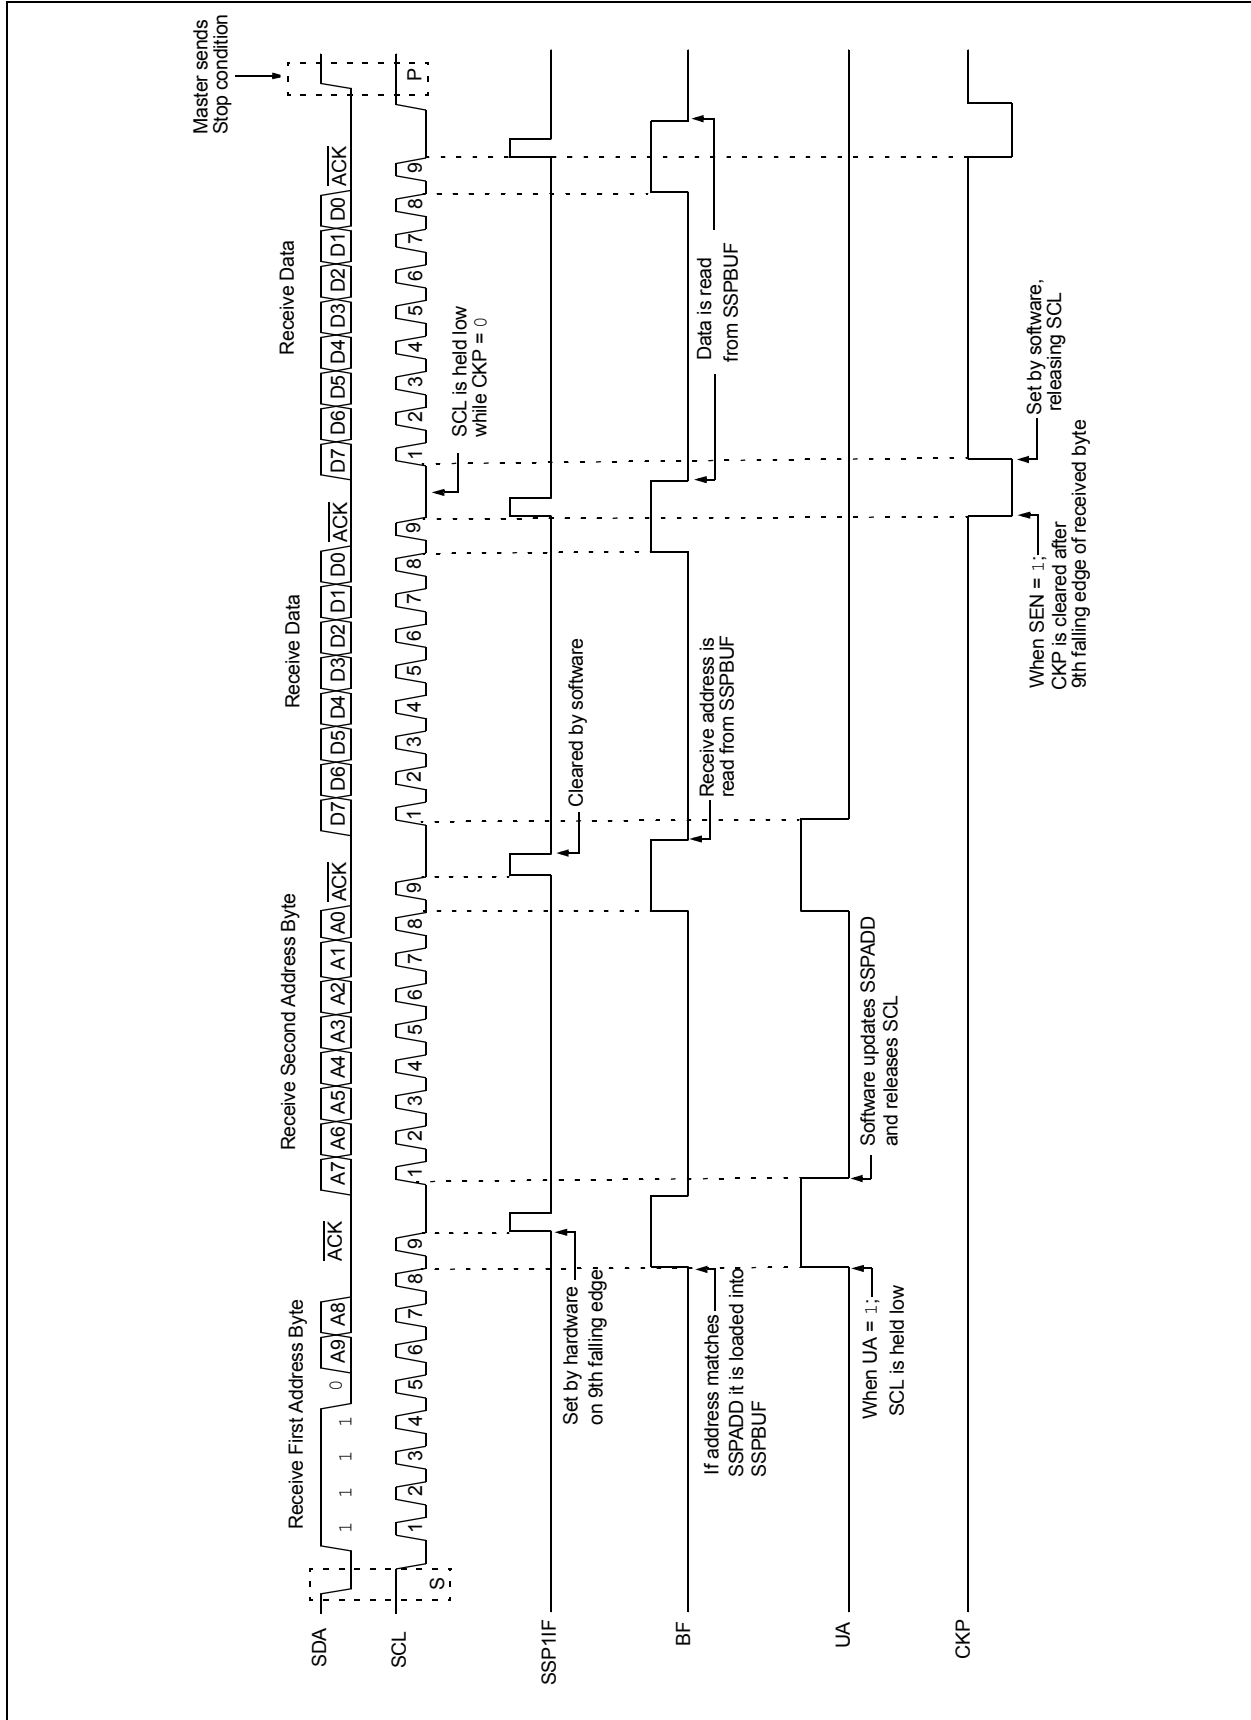 Master sends
Stop condition
Receive First Address Byte
Receive Second Address Byte
Receive Data
Receive Data
SDA
1 1 1 1 0 A9 A8 ACK A7 A6 A5 A4 A3 A2 A1 A0 ACK D7 D6 D5 D4 D3 D2 D1 D0 ACK D7 D6 D5 D4 D3 D2 D1 D0 ACK
SCL
S 1 2 3 4 5 6 7 8 9 1 2 3 4 5 6 7 8 9 1 2 3 4 5 6 7 8 9 1 2 3 4 5 6 7 8 9 P
SCL is held low
while CKP = 0
SSP1IF
Set by hardware
on 9th falling edge
Cleared by software
BF
If address matches
SSPADD it is loaded into
SSPBUF
Receive address is
read from SSPBUF
Data is read
from SSPBUF
UA
When UA = 1;
SCL is held low
Software updates SSPADD
and releases SCL
CKP
When SEN = 1;
CKP is cleared after
9th falling edge of received byte
Set by software,
releasing SCL